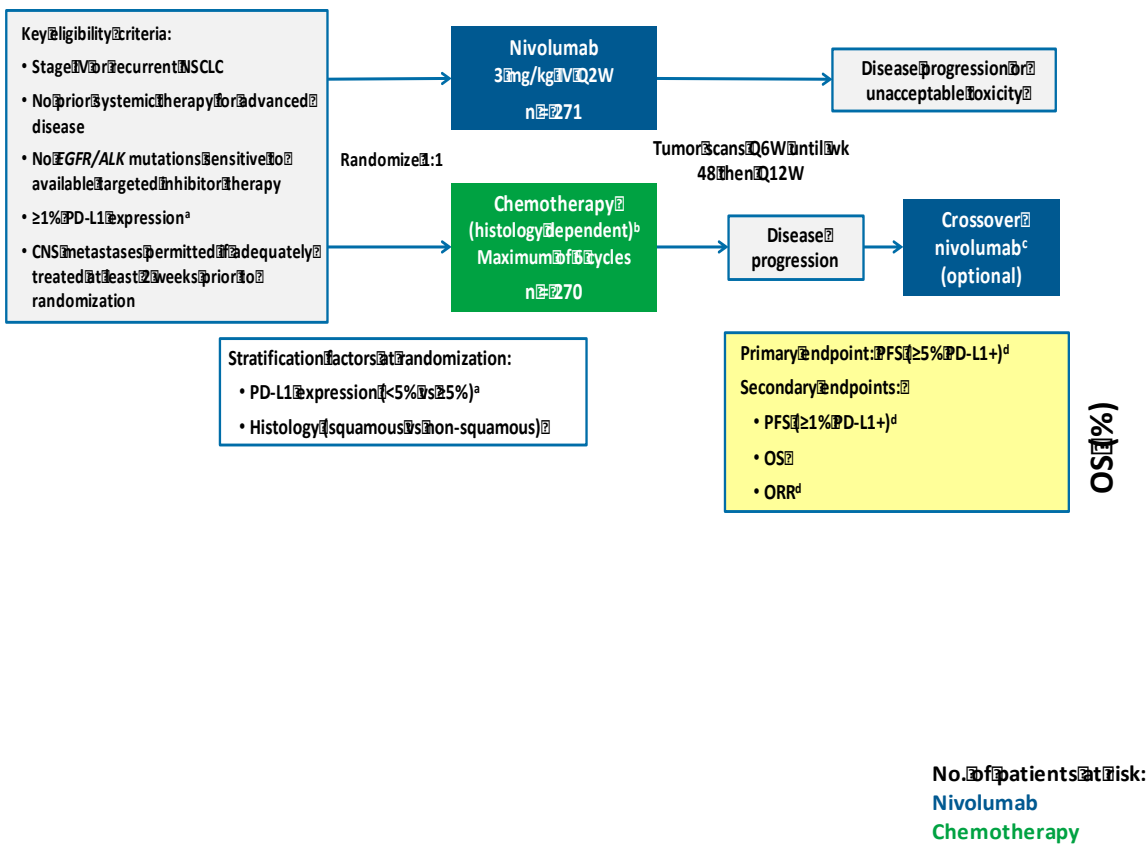 Key eligibility criteria:
• Stage IV or recurrent NSCLC
• No prior systemic therapy for advanced
disease
• No EGFR/ALK mutations sensitive to
available targeted inhibitor therapy
• ≥1% PD-L1 expressionᵃ
• CNS metastases permitted if adequately
treated at least 2 weeks prior to
randomization
Randomize 1:1
Nivolumab
3 mg/kg IV Q2W
n = 271
Disease progression or
unacceptable toxicity
Tumor scans Q6W until wk
48 then Q12W
Chemotherapy
(histology dependent)ᵇ
Maximum of 6 cycles
n = 270
Disease
progression
Crossover
nivolumabᶜ
(optional)
Stratification factors at randomization:
• PD-L1 expression (<5% vs ≥5%)ᵃ
• Histology (squamous vs non-squamous)
Primary endpoint: PFS (≥5% PD-L1+)ᵈ
Secondary endpoints:
• PFS (≥1% PD-L1+)ᵈ
• OS
• ORRᵈ
OS (%)
No. of patients at risk:
Nivolumab
Chemotherapy